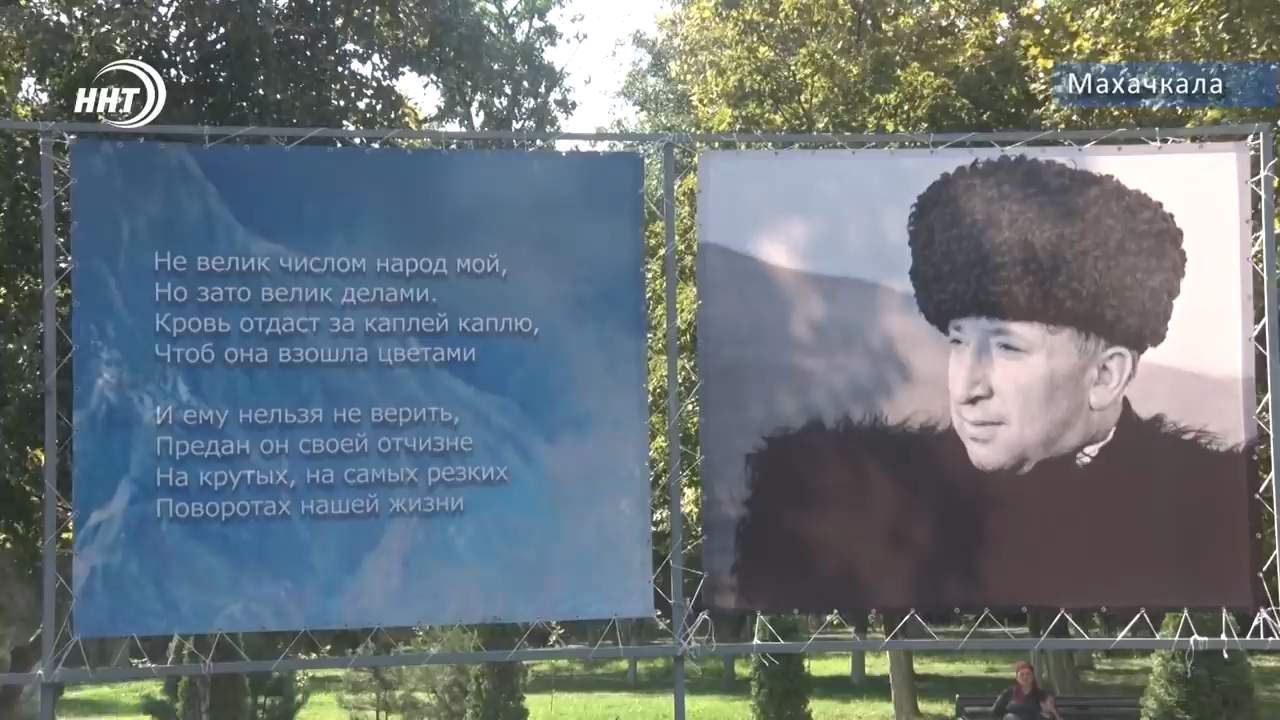 ННТ
Махачкала
Не велик числом народ мой,
Но зато велик делами.
Кровь отдаст за каплей каплю,
Чтоб она взошла цветами
И ему нельзя не верить,
Предан он своей отчизне
На крутых, на самых резких
Поворотах нашей жизни